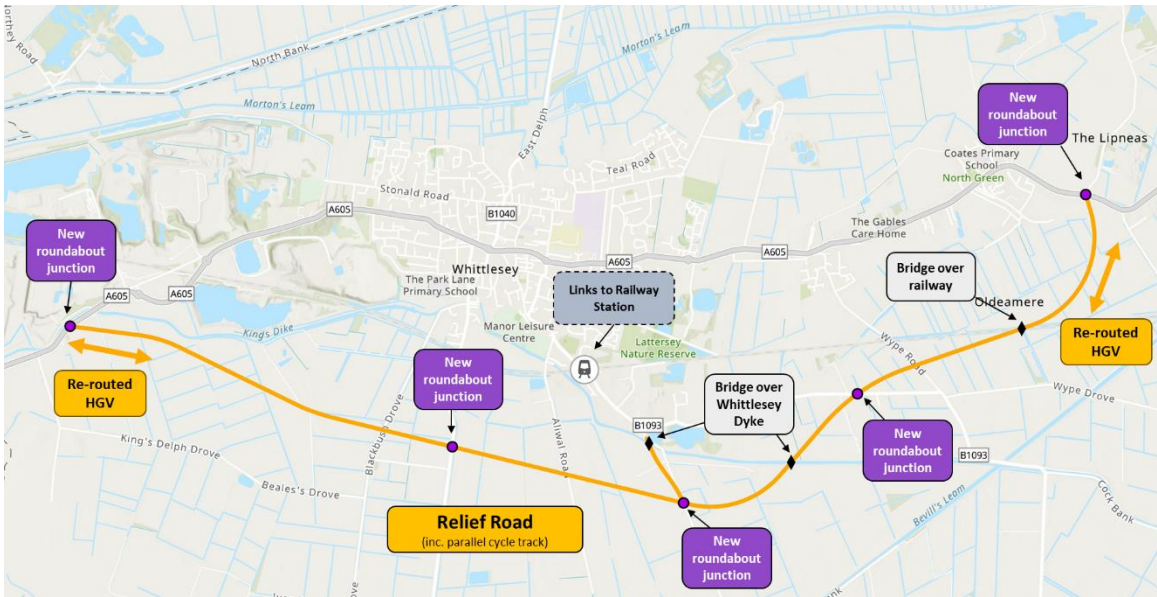 Northey Road
North Bank
Morton's Leam
Morton's Leam
East Delph
Teal Road
Stonald Road
B1040
A605
A605
A605
A605
A605
Whittlesey
The Park Lane
Primary School
Manor Leisure
Centre
King's Dike
Lattersey
Nature Reserve
The Gables
Care Home
Coates Primary
School
North Green
The Lipneas
New
roundabout
junction
New
roundabout
junction
Links to Railway
Station
Bridge over
railway
Oldeamere
Re-routed
HGV
Re-routed
HGV
New
roundabout
junction
Bridge over
Whittlesey
Dyke
Wype Road
Wype Drove
B1093
B1093
New
roundabout
junction
King's Delph Drove
Blackbush Drove
Beales's Drove
Aliwal Road
Bevill's Leam
Cock Bank
Relief Road
(inc. parallel cycle track)
New
roundabout
junction